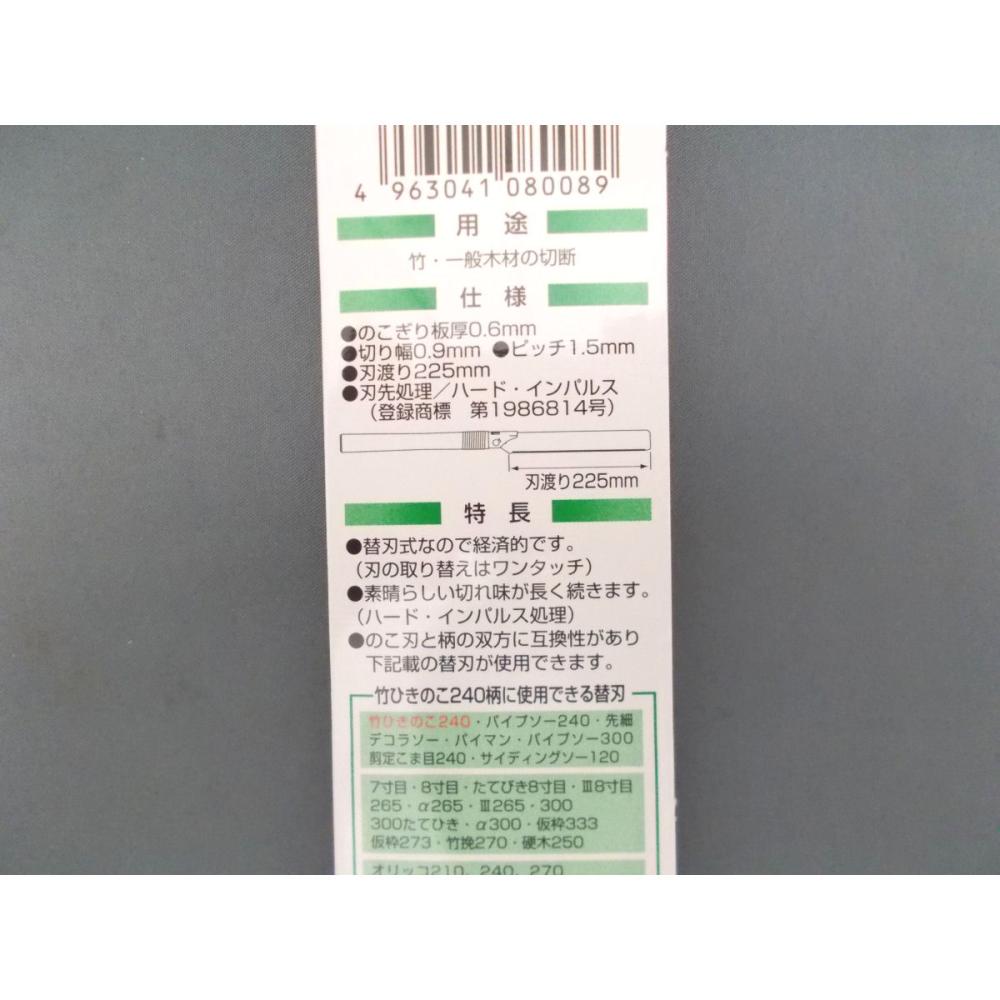 4 963041 080089
用途
竹・一般木材の切断
仕様
●のこぎり板厚0.6mm
●切り幅0.9mm ●ピッチ1.5mm
●刃渡り225mm
●刃先処理／ハード・インパルス
（登録商標 第1986814号）
刃渡り225mm
特長
●替刃式なので経済的です。
（刃の取り替えはワンタッチ）
●素晴らしい切れ味が長く続きます。
（ハード・インパルス処理）
●のこ刃と柄の双方に互換性があり
下記載の替刃が使用できます。
竹ひきのこ240柄に使用できる替刃
竹ひきのこ240・パイプソー240・先細
デコラソー・パイマン・パイプソー300
剪定こま目240・サイディングソー120
7寸目・8寸目・たてびき8寸目・Ⅲ8寸目
265・α265・Ⅲ265・300
300たてひき・α300・仮枠333
仮枠273・竹挽270・硬木250
オリッコ210，240，270